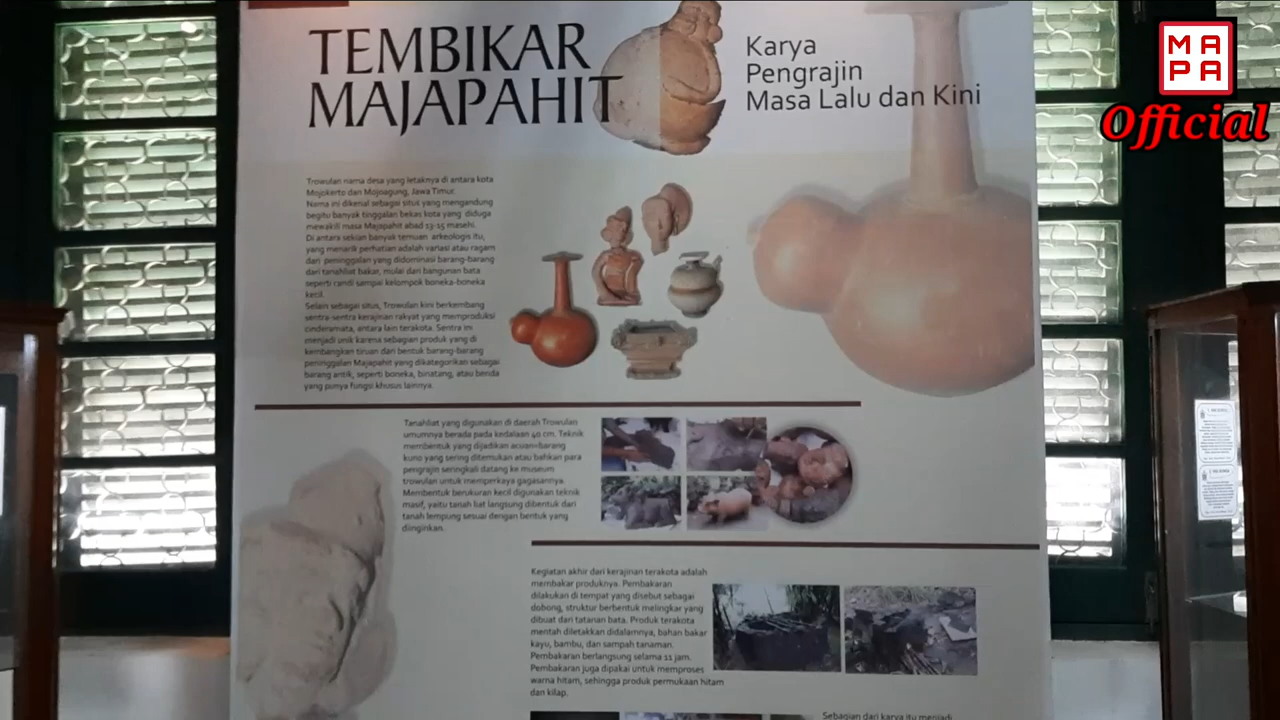 TEMBIKAR
MAJAPAHIT
Karya
Pengrajin
Masa Lalu dan Kini
MA
PA
Official
Trowulan nama desa yang letaknya di antara kota
Mojokerto dan Mojoagung, Jawa Timur.
Nama ini dikenal sebagai situs yang mengandung
begitu banyak tinggalan bekas kota yang diduga
mewakili masa Majapahit abad 13-15 masehi.
Di antara sekian banyak temuan arkeologis itu,
yang menarik perhatian adalah variasi atau ragam
dari peninggalan yang didominasi barang-barang
dari tanahliat bakar, mulai dari bangunan bata
seperti candi sampai kelompok boneka-boneka
kecil.
Selain sebagai situs, Trowulan kini berkembang
sentra-sentra kerajinan rakyat yang memproduksi
cinderamata, antara lain terakota. Sentra ini
menjadi unik karena sebagian produk yang di
kembangkan tiruan dari bentuk barang-barang
peninggalan Majapahit yang dikategorikan sebagai
barang antik, seperti boneka, binatang, atau benda
yang punya fungsi khusus lainnya.
Tanahliat yang digunakan di daerah Trowulan
umumnya berada pada kedalaan 40 cm. Teknik
membentuk yang dijadikan acuan=barang
kuno yang sering ditemukan atau bahkan para
pengrajin seringkali datang ke museum
trowulan untuk memperkaya gagasannya.
Membentuk berukuran kecil digunakan teknik
masif, yaitu tanah liat langsung dibentuk dari
tanah lempung sesuai dengan bentuk yang
diinginkan.
Kegiatan akhir dari kerajinan terakota adalah
membakar produknya. Pembakaran
dilakukan di tempat yang disebut sebagai
dobong, struktur berbentuk melingkar yang
dibuat dari tatanan bata. Produk terakota
mentah diletakkan didalamnya, bahan bakar
kayu, bambu, dan sampah tanaman.
Pembakaran berlangsung selama 11 jam.
Pembakaran juga dipakai untuk memproses
warna hitam, sehingga produk permukaan hitam
dan kilap.
Sebagian dari karya itu menjadi